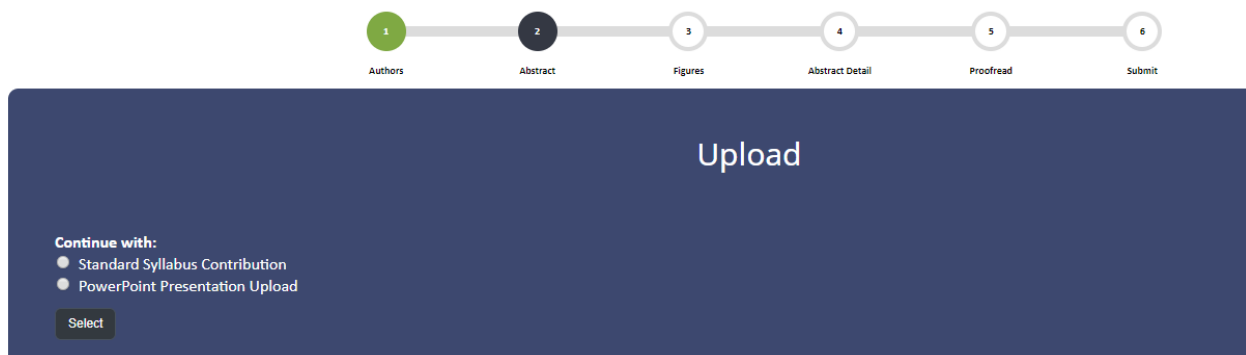 1 2 3 4 5 6
Authors Abstract Figures Abstract Detail Proofread Submit
Upload
Continue with:
Standard Syllabus Contribution
PowerPoint Presentation Upload
Select